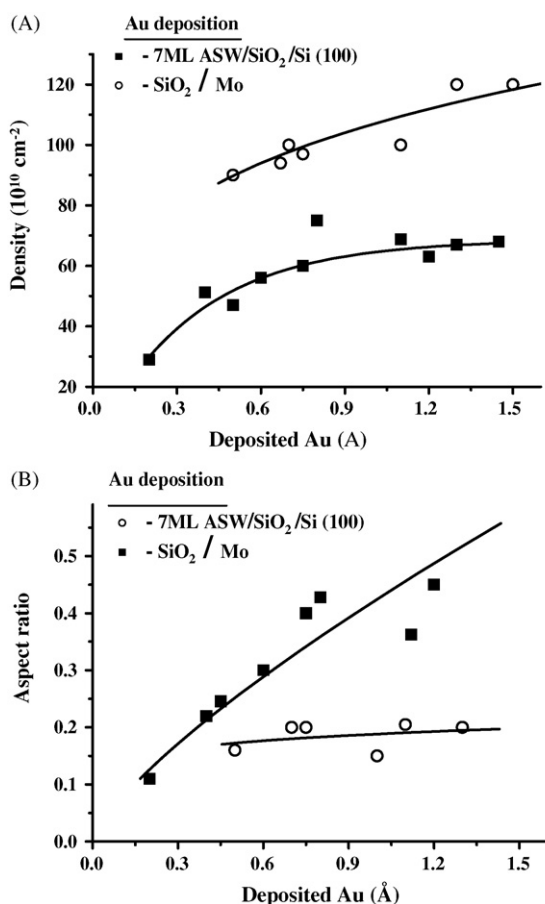 (A)
Au deposition
- 7ML ASW/SiO₂/Si (100)
- SiO₂ / Mo
120
100
80
60
40
20
Density (10¹⁰ cm⁻²)
0.0 0.3 0.6 0.9 1.2 1.5
Deposited Au (A)
(B)
Au deposition
- 7ML ASW/SiO₂/Si (100)
- SiO₂ / Mo
0.5
0.4
0.3
0.2
0.1
0.0
Aspect ratio
0.0 0.3 0.6 0.9 1.2 1.5
Deposited Au (Å)